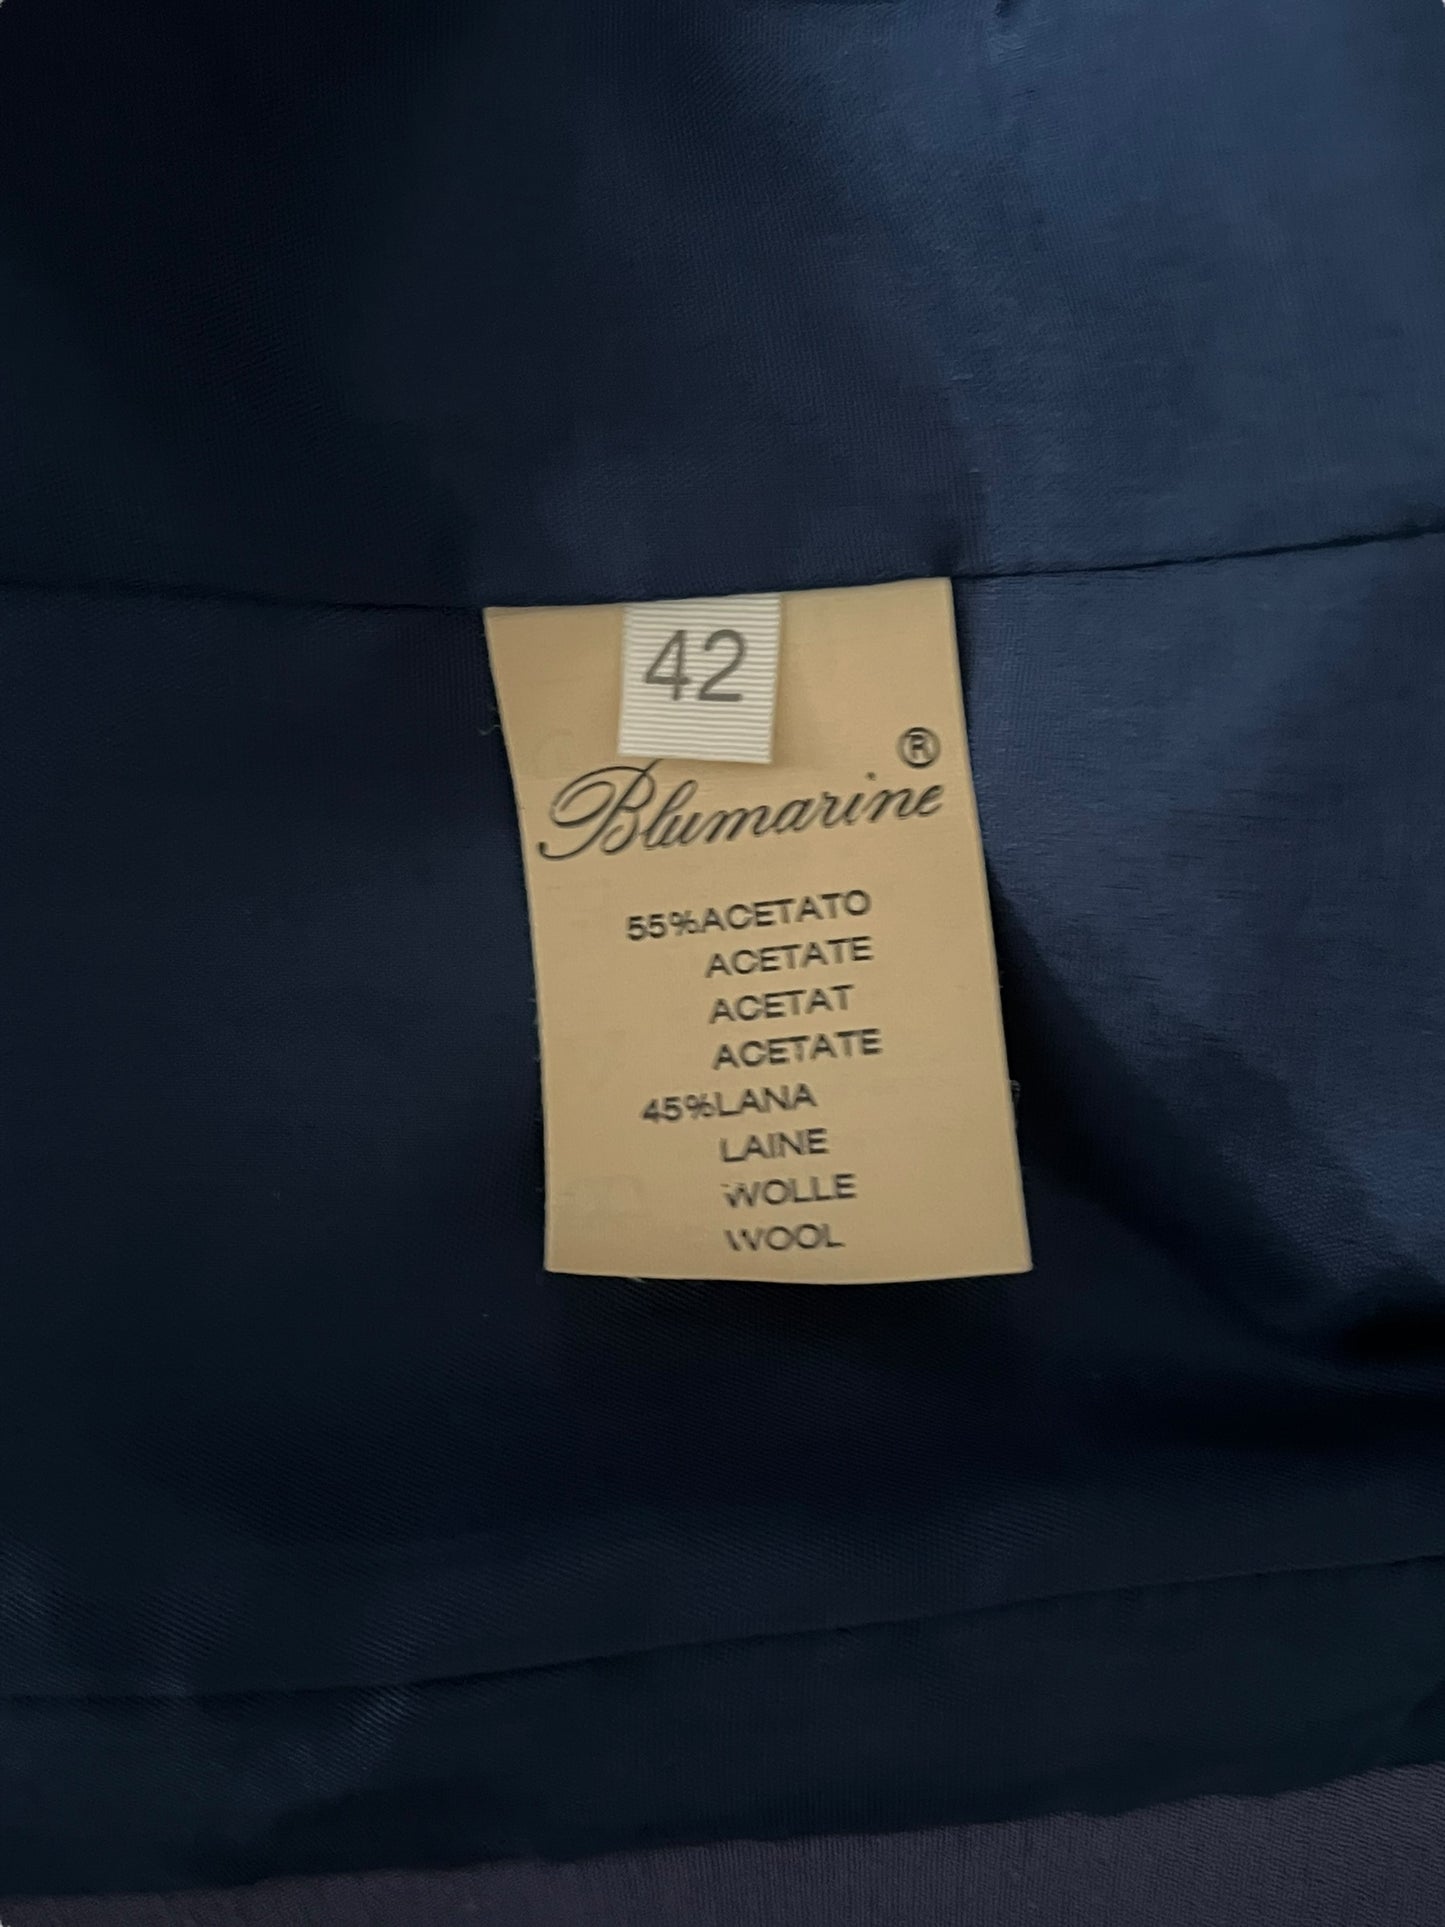 42
Blumarine®
55%ACETATO
ACETATE
ACETAT
ACETATE
45%LANA
LAINE
WOLLE
WOOL